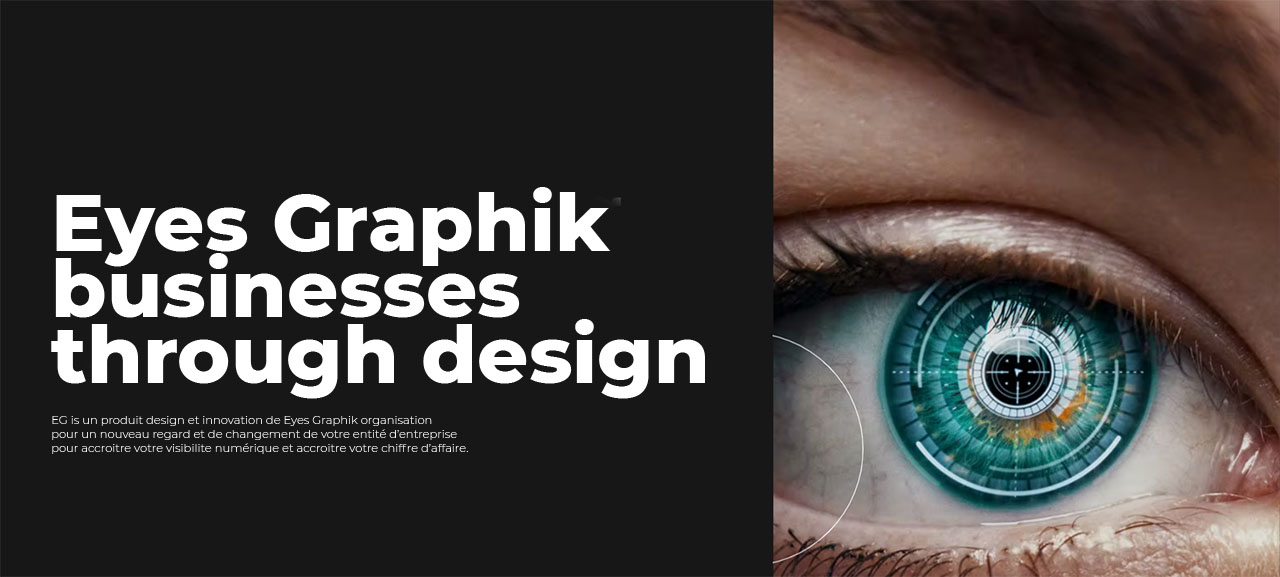 Eyes Graphik
businesses
through design
EG is un produit design et innovation de Eyes Graphik organisation
pour un nouveau regard et de changement de votre entité d'entreprise
pour accroitre votre visibilite numérique et accroitre votre chiffre d'affaire.